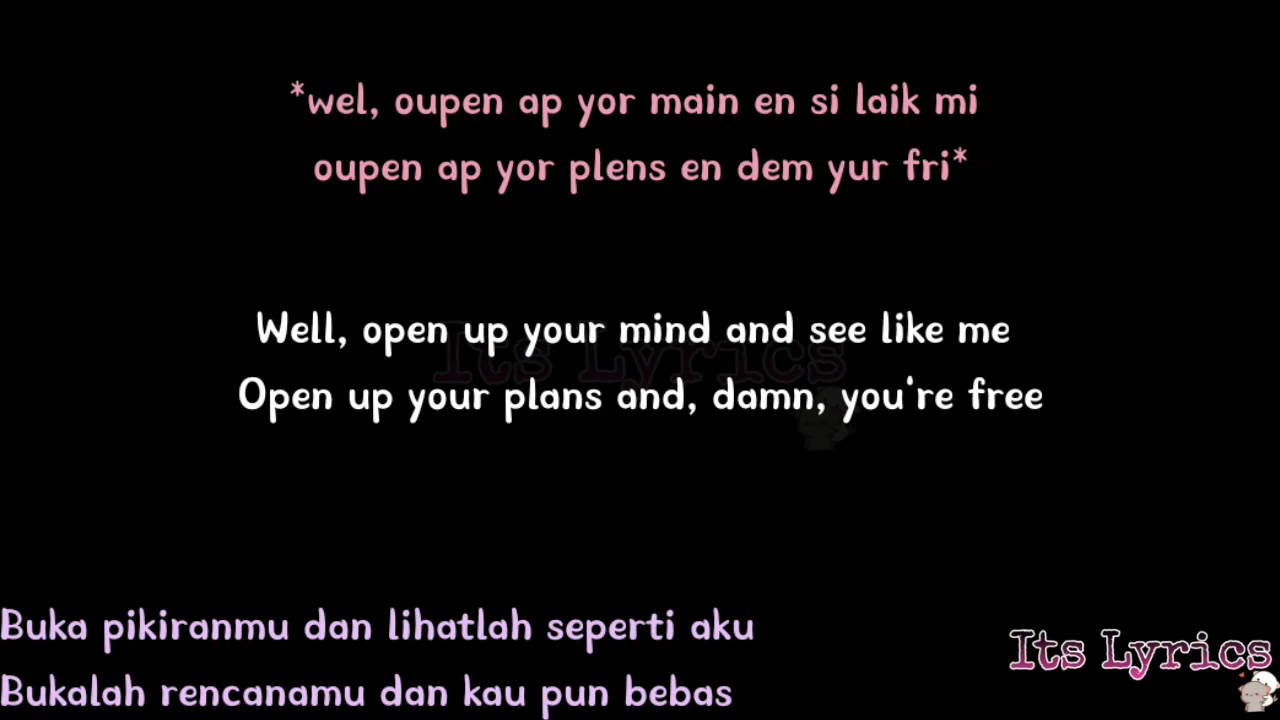 *wel, oupen ap yor main en si laik mi
oupen ap yor plens en dem yur fri*
Well, open up your mind and see like me
Open up your plans and, damn, you're free
Its Lyrics
Buka pikiranmu dan lihatlah seperti aku
Bukalah rencanamu dan kau pun bebas
Its Lyrics